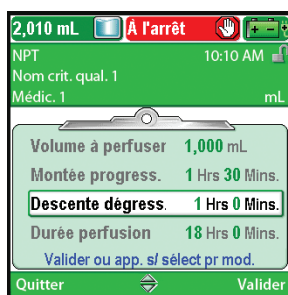 2,010 mL À l'arrêt
NPT 10:10 AM
Nom crit. qual. 1
Médic. 1 mL
Volume à perfuser 1,000 mL
Montée progress. 1 Hrs 30 Mins.
Descente dégress. 1 Hrs 0 Mins.
Durée perfusion 18 Hrs 0 Mins.
Valider ou app. s/ sélect pr mod.
Quitter Valider